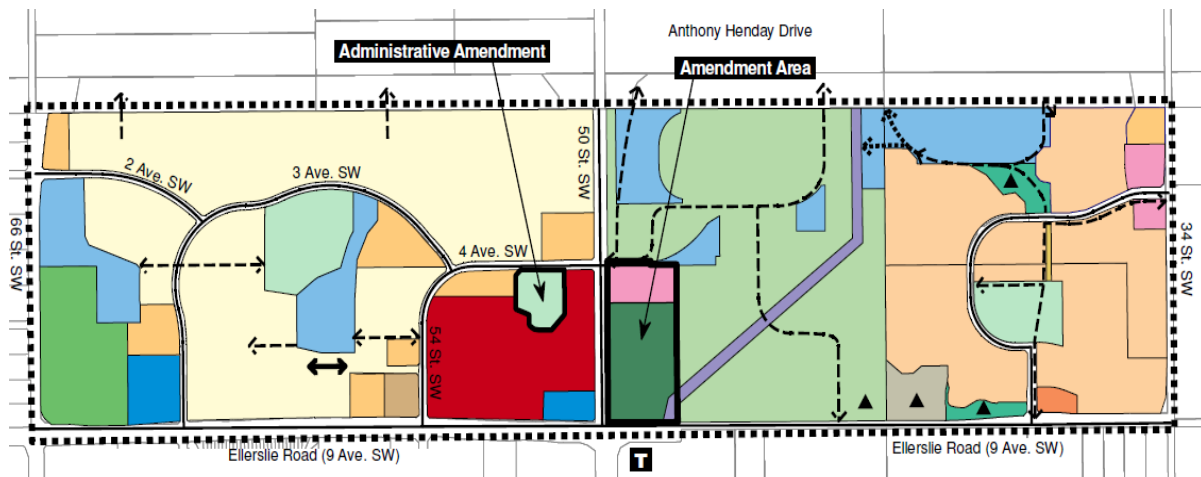 Anthony Henday Drive
Administrative Amendment
Amendment Area
50 St. SW
2 Ave. SW
3 Ave. SW
4 Ave. SW
66 St. SW
34 St. SW
54 St. SW
Ellerslie Road (9 Ave. SW)
Ellerslie Road (9 Ave. SW)
T